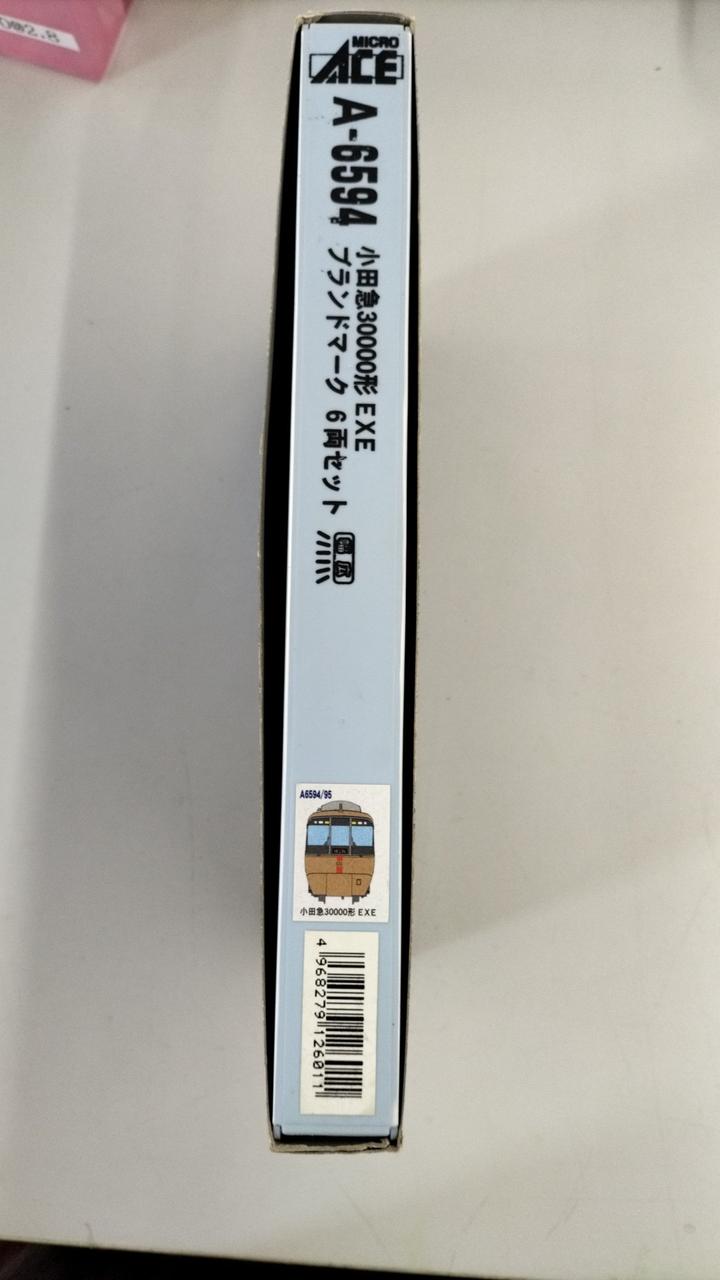 MICRO
ACE
A-6594
小田急30000形 EXE
ブランドマーク 6両セット
幅広
A6594/95
小田急30000形 EXE
4 968279 126011